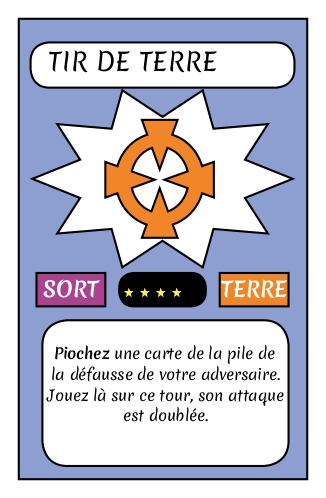 TIR DE TERRE
SORT
TERRE
Piochez une carte de la pile de
la défausse de votre adversaire.
Jouez là sur ce tour, son attaque
est doublée.